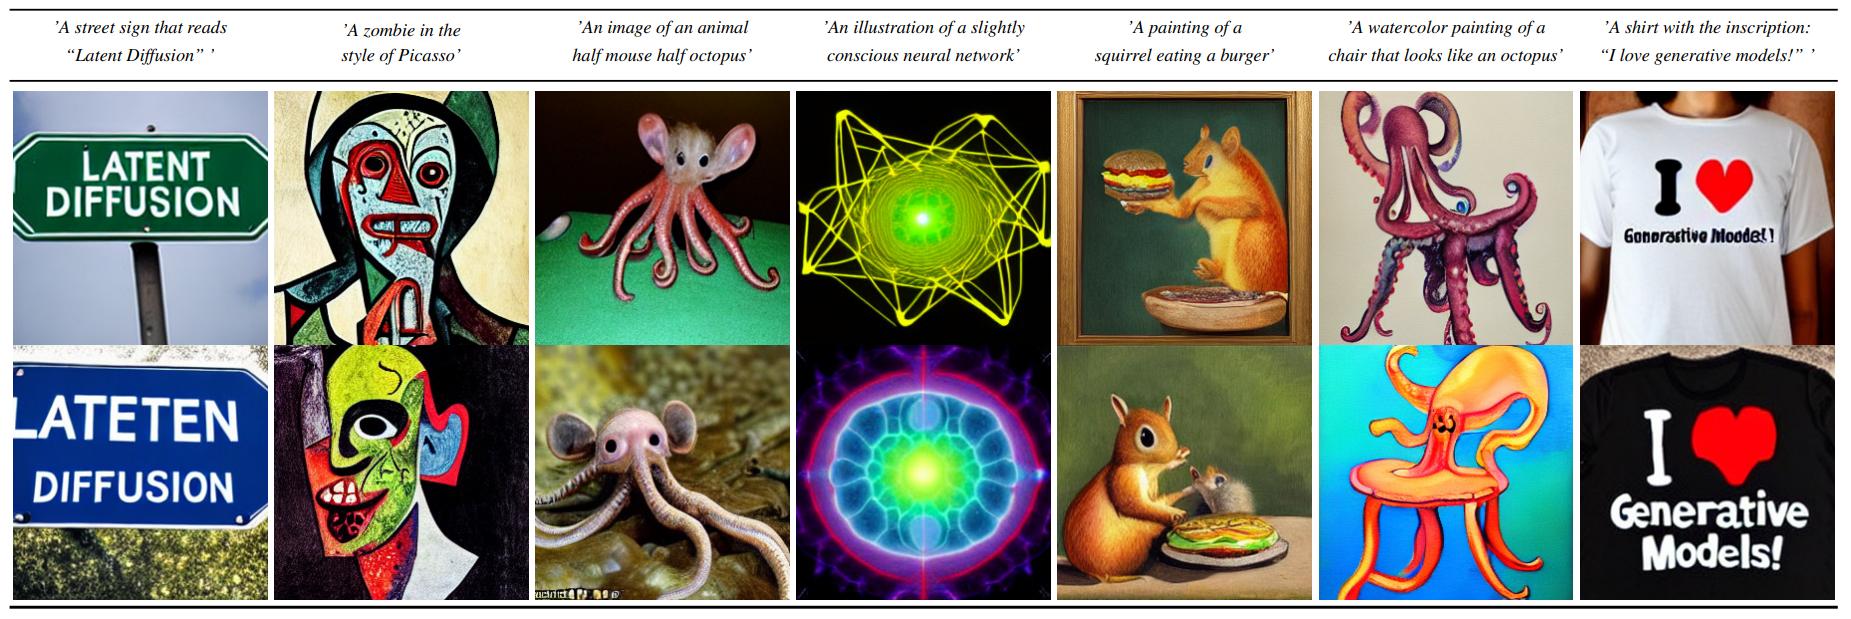 ’A street sign that reads
“Latent Diffusion” ’
’A zombie in the
style of Picasso’
’An image of an animal
half mouse half octopus’
’An illustration of a slightly
conscious neural network’
’A painting of a
squirrel eating a burger’
’A watercolor painting of a
chair that looks like an octopus’
’A shirt with the inscription:
“I love generative models!” ’
LATENT
DIFFUSION
I
LATETEN
DIFFUSION
I
Generative
Models!